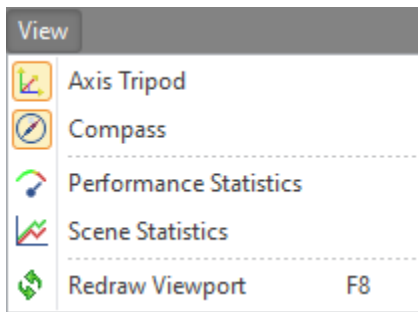 View
Axis Tripod
Compass
Performance Statistics
Scene Statistics
Redraw Viewport F8